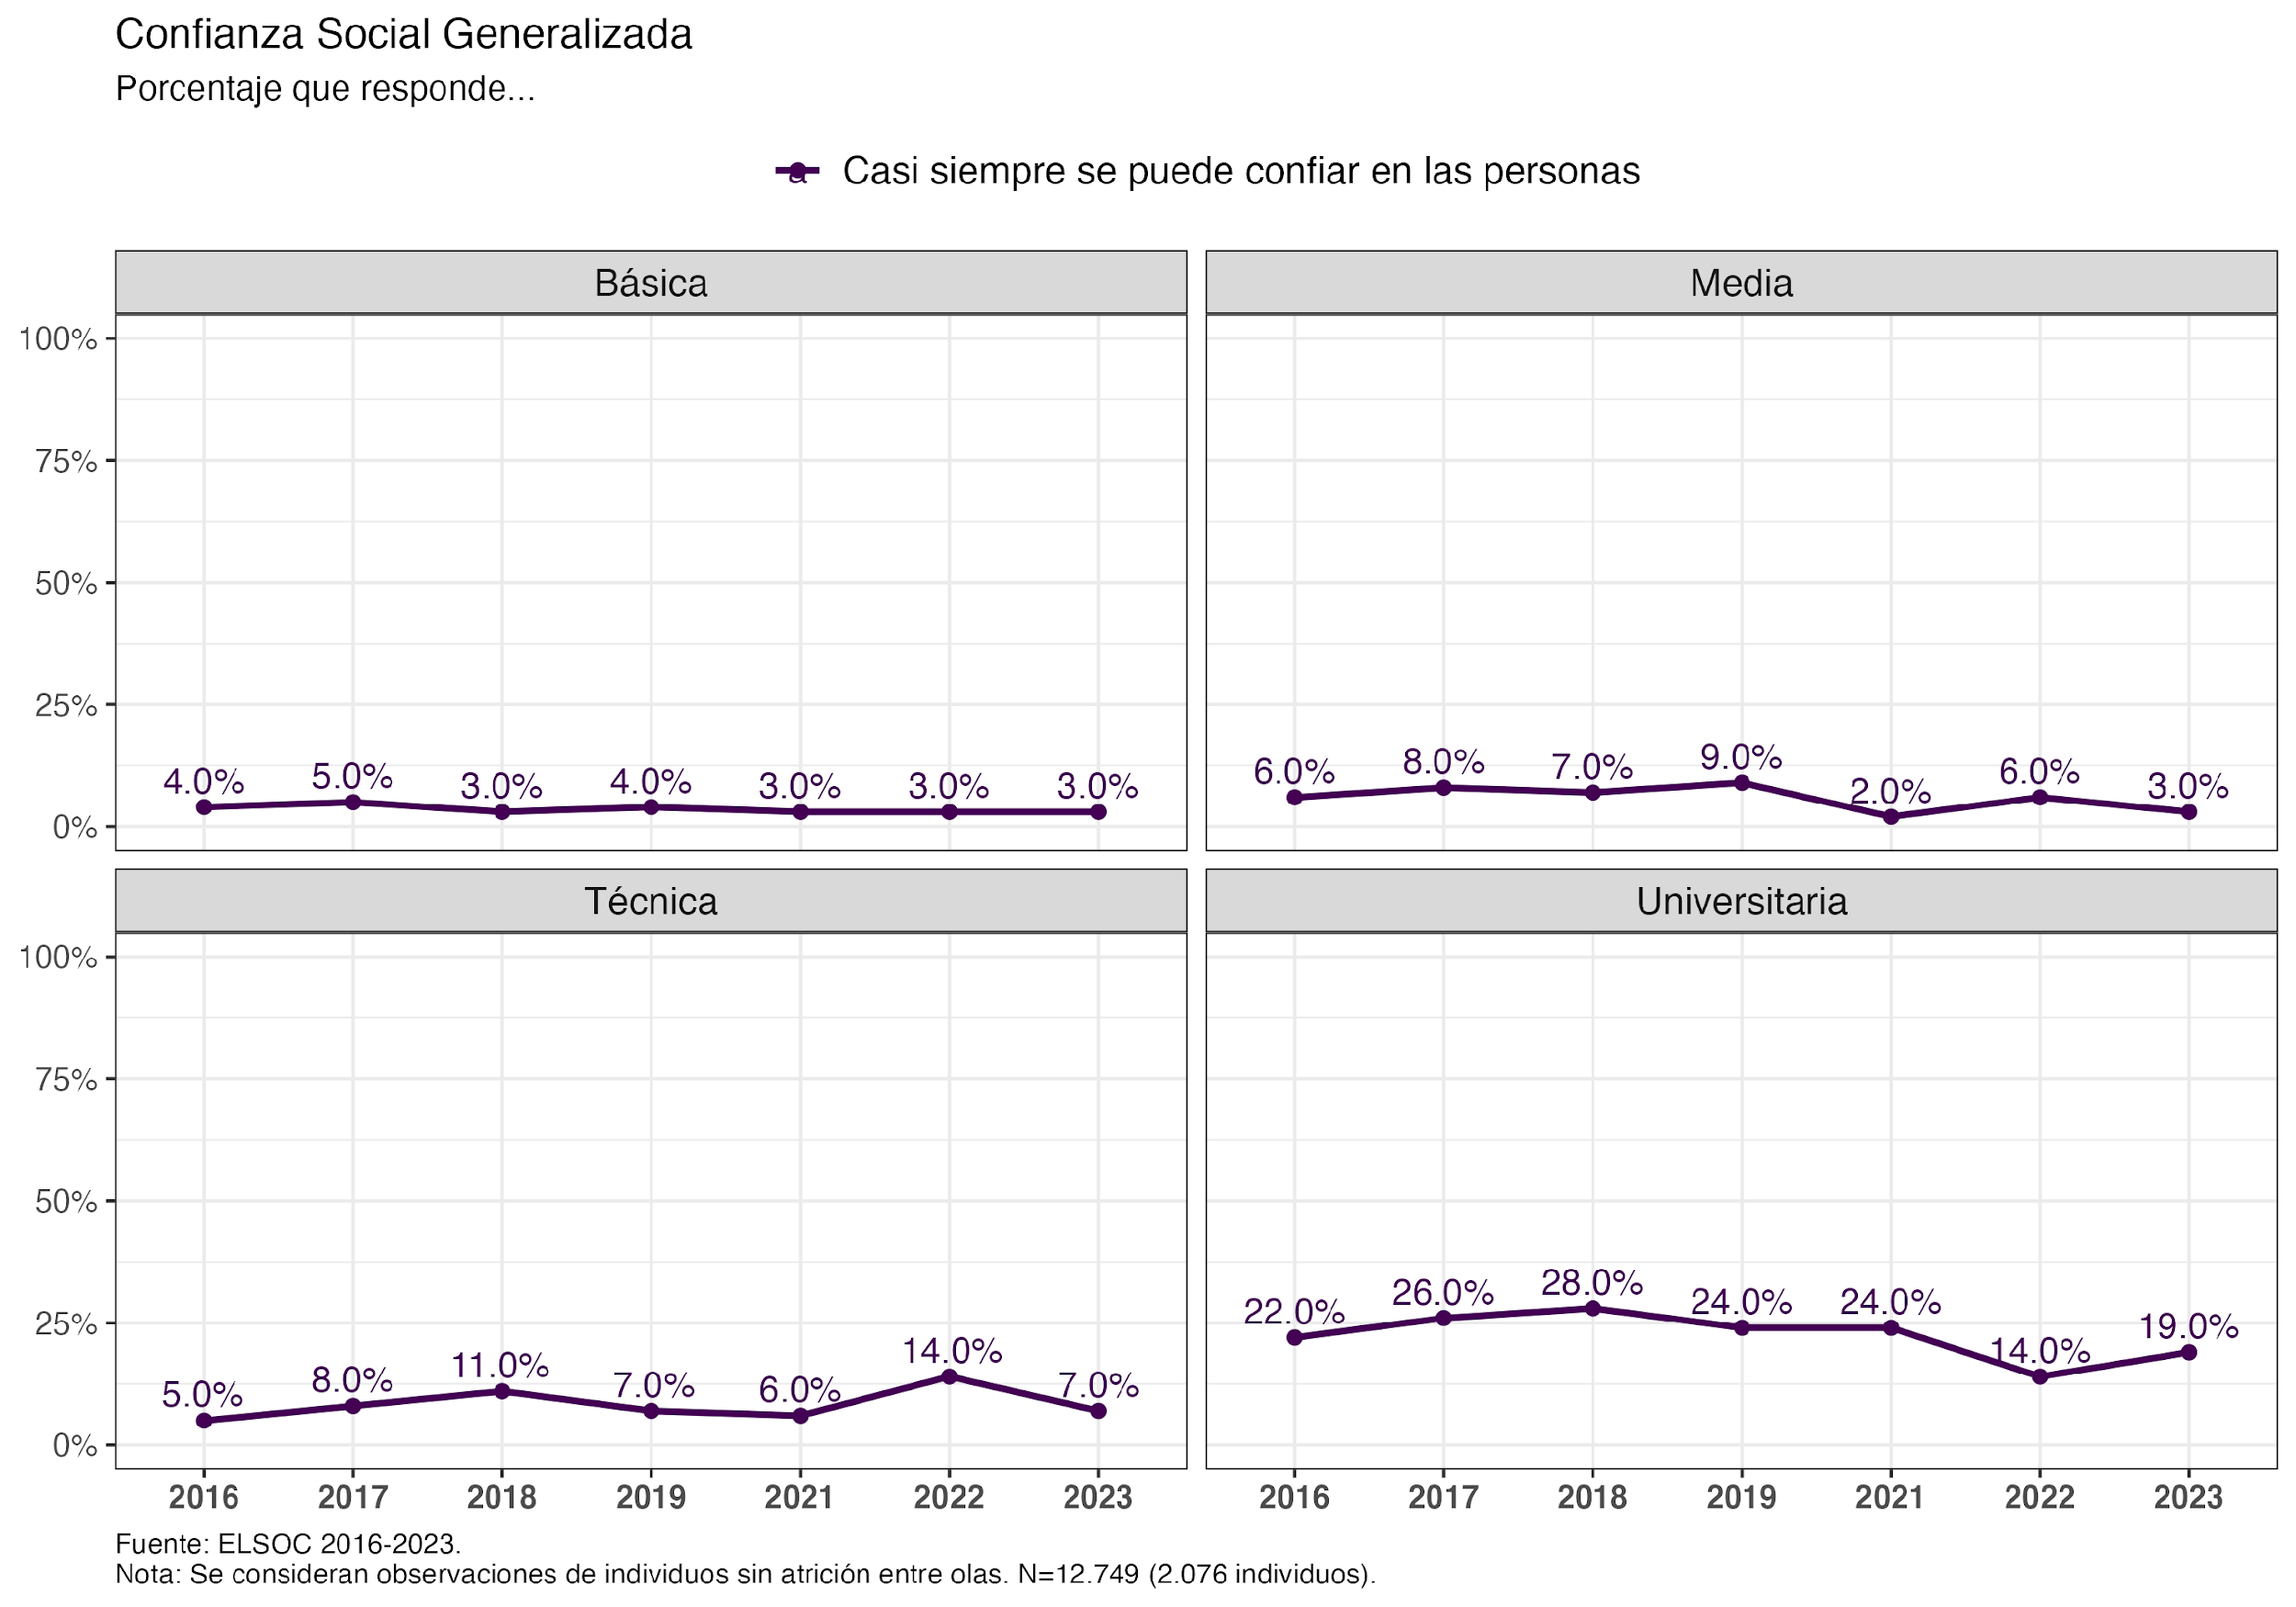 Confianza Social Generalizada
Porcentaje que responde...
a Casi siempre se puede confiar en las personas
Básica
Media
100%
75%
50%
25%
0%
4.0% 5.0% 3.0% 4.0% 3.0% 3.0% 3.0%
6.0% 8.0% 7.0% 9.0% 2.0% 6.0% 3.0%
Técnica
Universitaria
100%
75%
50%
25%
0%
5.0% 8.0% 11.0% 7.0% 6.0% 14.0% 7.0%
22.0% 26.0% 28.0% 24.0% 24.0% 14.0% 19.0%
2016 2017 2018 2019 2021 2022 2023
2016 2017 2018 2019 2021 2022 2023
Fuente: ELSOC 2016-2023.
Nota: Se consideran observaciones de individuos sin atrición entre olas. N=12.749 (2.076 individuos).